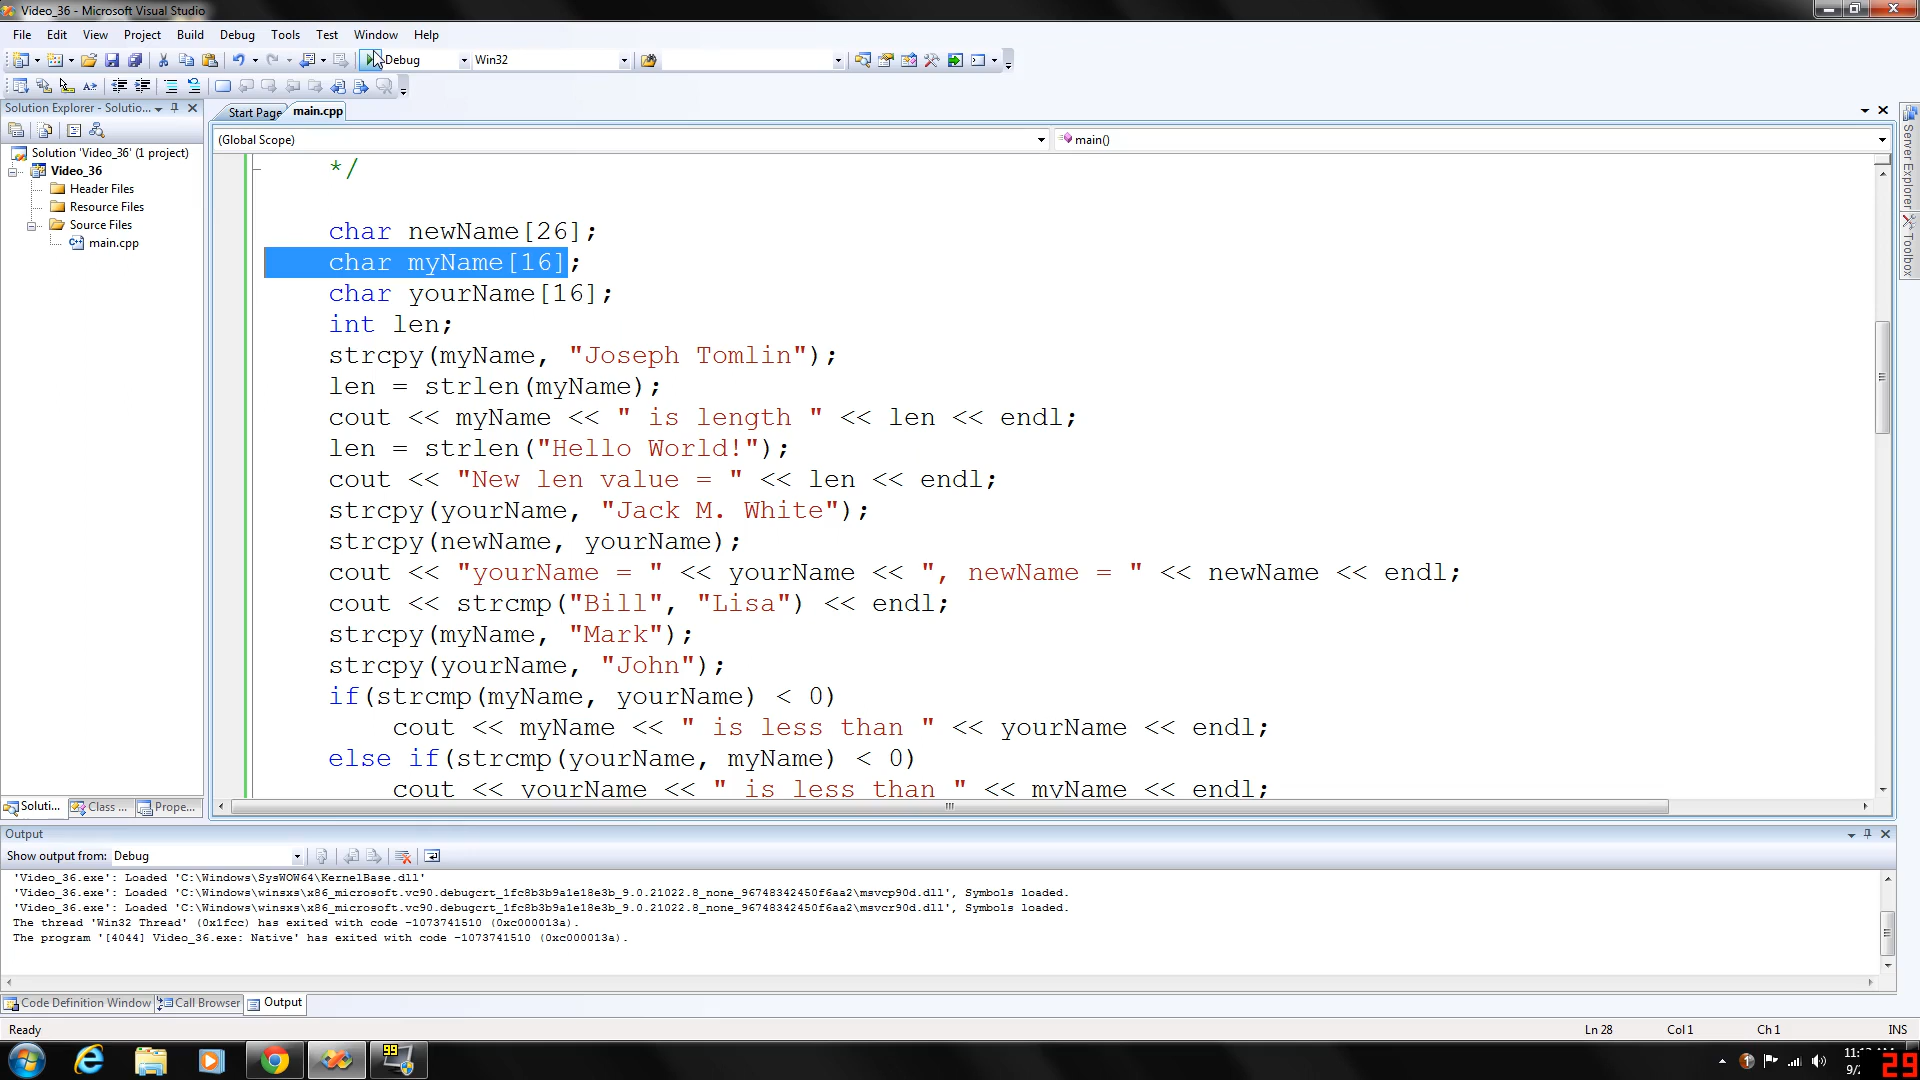 Video_36 - Microsoft Visual Studio
File Edit View Project Build Debug Tools Test Window Help
Debug Win32
Solution Explorer - Solutio...
Start Page main.cpp
(Global Scope) main()
Solution 'Video_36' (1 project)
Video_36
Header Files
Resource Files
Source Files
main.cpp
*/
char newName[26];
char myName[16];
char yourName[16];
int len;
strcpy(myName, "Joseph Tomlin");
len = strlen(myName);
cout << myName << " is length " << len << endl;
len = strlen("Hello World!");
cout << "New len value = " << len << endl;
strcpy(yourName, "Jack M. White");
strcpy(newName, yourName);
cout << "yourName = " << yourName << ", newName = " << newName << endl;
cout << strcmp("Bill", "Lisa") << endl;
strcpy(myName, "Mark");
strcpy(yourName, "John");
if(strcmp(myName, yourName) < 0)
cout << myName << " is less than " << yourName << endl;
else if(strcmp(yourName, myName) < 0)
cout << yourName << " is less than " << myName << endl;
Server Explorer
Toolbox
Soluti... Class ... Prope...
Output
Show output from: Debug
'Video_36.exe': Loaded 'C:\Windows\SysWOW64\KernelBase.dll'
'Video_36.exe': Loaded 'C:\Windows\winsxs\x86_microsoft.vc90.debugcrt_1fc8b3b9a1e18e3b_9.0.21022.8_none_96748342450f6aa2\msvcp90d.dll', Symbols loaded.
'Video_36.exe': Loaded 'C:\Windows\winsxs\x86_microsoft.vc90.debugcrt_1fc8b3b9a1e18e3b_9.0.21022.8_none_96748342450f6aa2\msvcr90d.dll', Symbols loaded.
The thread 'Win32 Thread' (0x1fcc) has exited with code -1073741510 (0xc000013a).
The program '[4044] Video_36.exe: Native' has exited with code -1073741510 (0xc000013a).
Code Definition Window Call Browser Output
Ready Ln 28 Col 1 Ch 1 INS
99
29